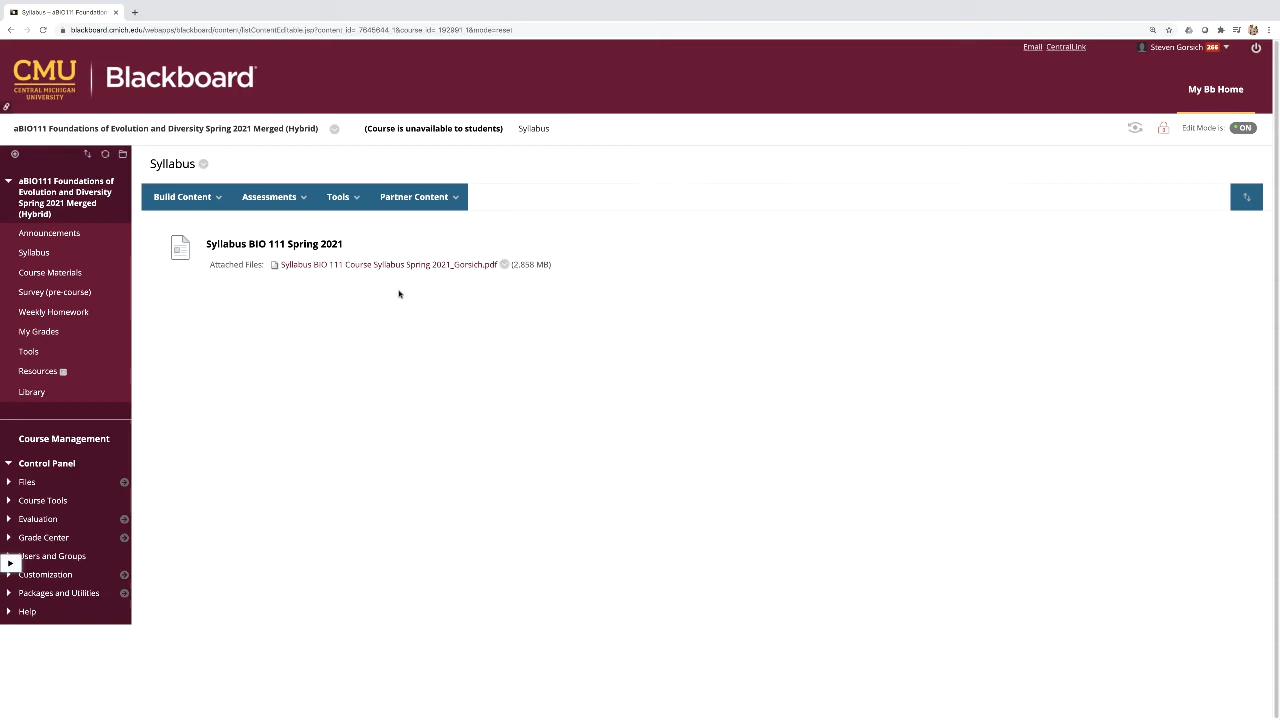 Syllabus – aBIO111 Foundation
blackboard.cmich.edu/webapps/blackboard/content/listContentEditable.jsp?content_id=_7645644_1&course_id=_192991_1&mode=reset
Email CentralLink
Steven Gorsich 266
CMU
CENTRAL MICHIGAN
UNIVERSITY
Blackboard
My Bb Home
aBIO111 Foundations of Evolution and Diversity Spring 2021 Merged (Hybrid) (Course is unavailable to students) Syllabus
Edit Mode is: ON
aBIO111 Foundations of
Evolution and Diversity
Spring 2021 Merged
(Hybrid)
Announcements
Syllabus
Course Materials
Survey (pre-course)
Weekly Homework
My Grades
Tools
Resources
Library
Course Management
Control Panel
Files
Course Tools
Evaluation
Grade Center
Users and Groups
Customization
Packages and Utilities
Help
Syllabus
Build Content Assessments Tools Partner Content
Syllabus BIO 111 Spring 2021
Attached Files: Syllabus BIO 111 Course Syllabus Spring 2021_Gorsich.pdf (2.858 MB)